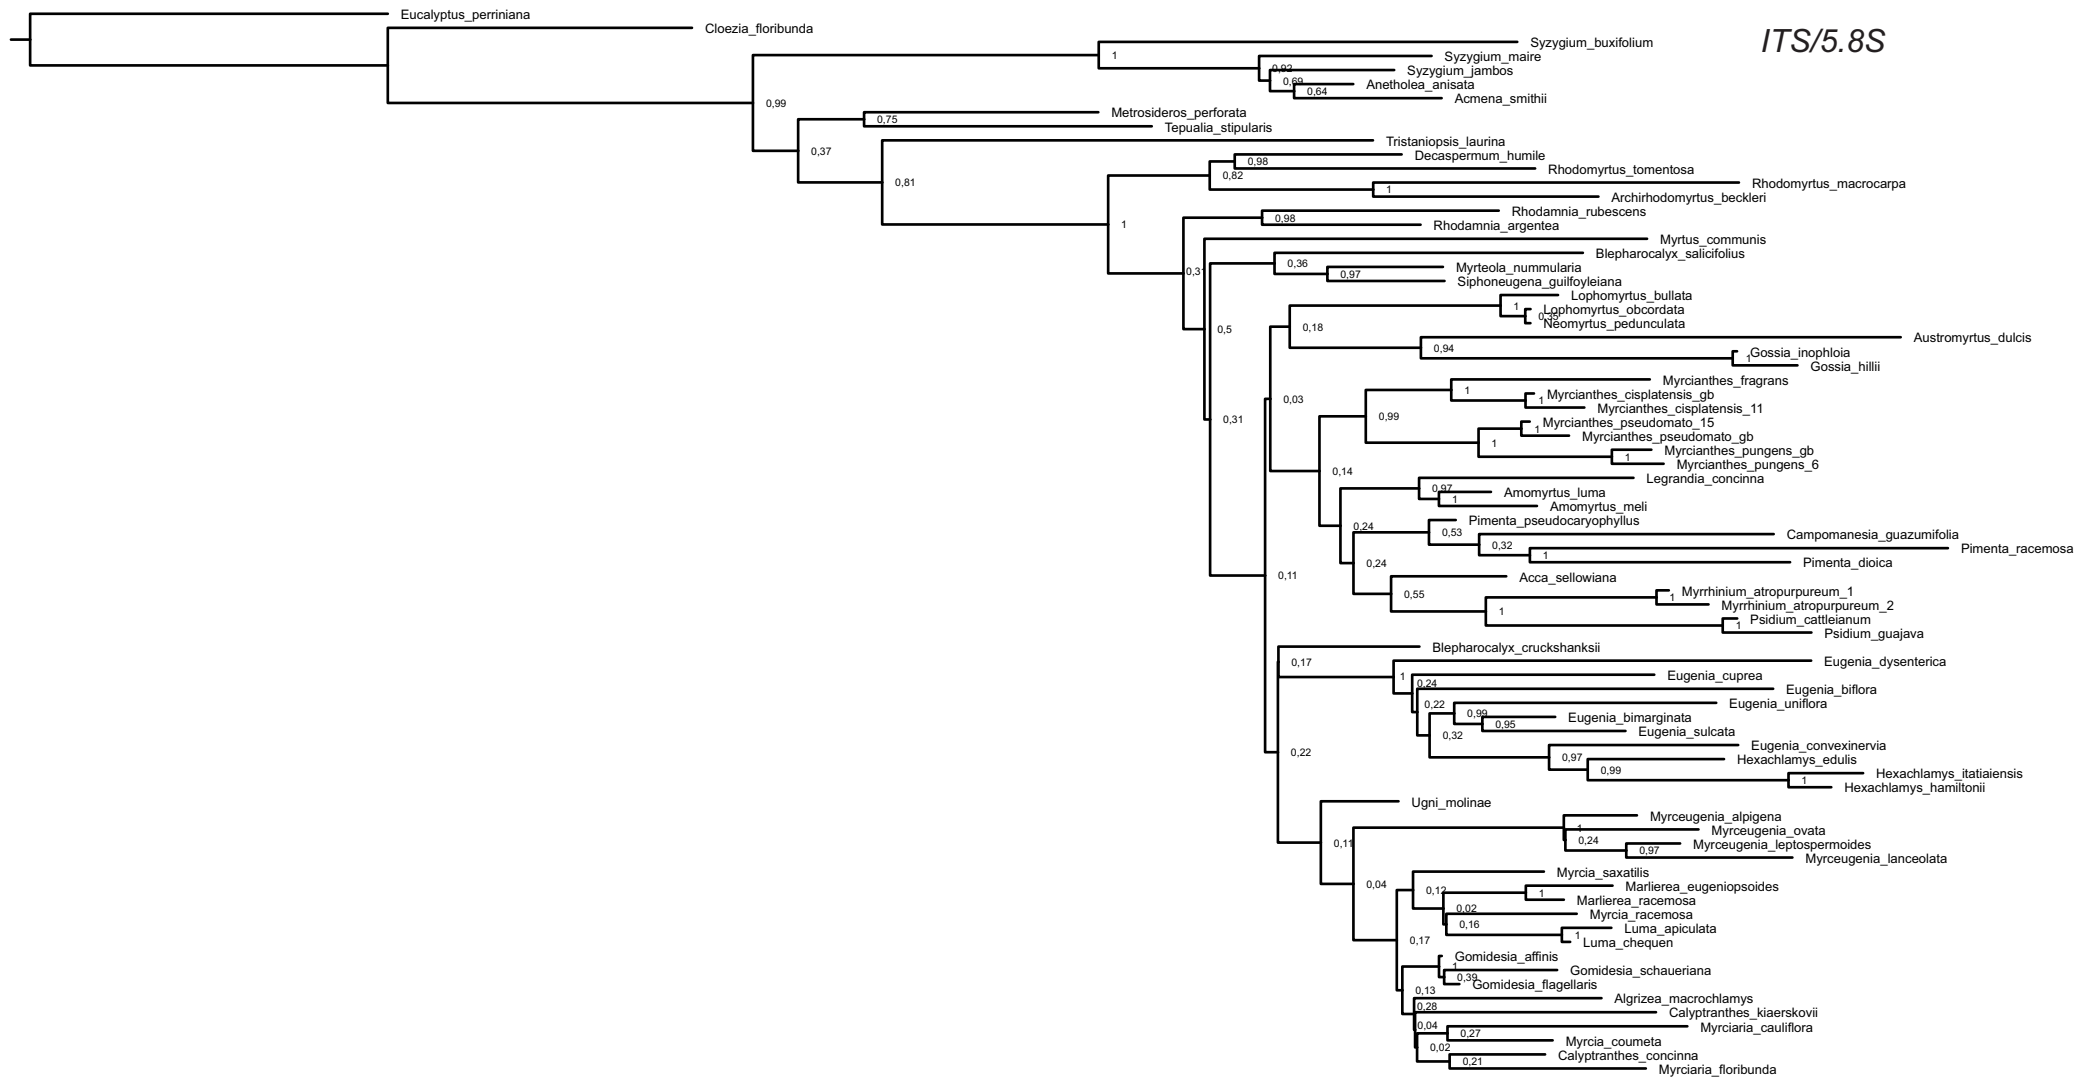 Eucalyptus_perriniana
Cloezia_floribunda
ITS/5.8S
Syzygium_buxifolium
1
Syzygium_maire
0,92
Syzygium_jambos
0,69
Anetholea_anisata
0,64
Acmena_smithii
0,99
Metrosideros_perforata
0,75
Tepualia_stipularis
0,37
Tristaniopsis_laurina
Decaspermum_humile
0,98
Rhodomyrtus_tomentosa
0,82
0,81
Rhodomyrtus_macrocarpa
1
Archirhodomyrtus_beckleri
Rhodamnia_rubescens
0,98
1
Rhodamnia_argentea
Myrtus_communis
Blepharocalyx_salicifolius
0,36
Myrteola_nummularia
0,31
0,97
Siphoneugena_guilfoyleiana
Lophomyrtus_bullata
1
Lophomyrtus_obcordata
0,35
Neomyrtus_pedunculata
0,5
0,18
Austromyrtus_dulcis
0,94
Gossia_inophloia
1
Gossia_hillii
Myrcianthes_fragrans
1
Myrcianthes_cisplatensis_gb
1
0,03
Myrcianthes_cisplatensis_11
0,31
0,99
Myrcianthes_pseudomato_15
1
Myrcianthes_pseudomato_gb
1
Myrcianthes_pungens_gb
1
Myrcianthes_pungens_6
0,14
Legrandia_concinna
0,97
Amomyrtus_luma
1
Amomyrtus_meli
Pimenta_pseudocaryophyllus
0,24
0,53
Campomanesia_guazumifolia
0,32
Pimenta_racemosa
1
Pimenta_dioica
0,24
0,11
Acca_sellowiana
0,55
Myrrhinium_atropurpureum_1
1
Myrrhinium_atropurpureum_2
1
Psidium_cattleianum
1
Psidium_guajava
Blepharocalyx_cruckshanksii
0,17
Eugenia_dysenterica
1
Eugenia_cuprea
0,24
Eugenia_biflora
0,22
Eugenia_uniflora
0,99
Eugenia_bimarginata
0,95
Eugenia_sulcata
0,32
Eugenia_convexinervia
0,22
0,97
Hexachlamys_edulis
0,99
Hexachlamys_itatiaiensis
1
Hexachlamys_hamiltonii
Ugni_molinae
Myrceugenia_alpigena
1
Myrceugenia_ovata
0,11
0,24
Myrceugenia_leptospermoides
0,97
Myrceugenia_lanceolata
Myrcia_saxatilis
0,04
0,12
Marlierea_eugeniopsoides
1
Marlierea_racemosa
0,02
Myrcia_racemosa
0,16
Luma_apiculata
1
0,17
Luma_chequen
Gomidesia_affinis
1
Gomidesia_schaueriana
0,39
Gomidesia_flagellaris
0,13
Algrizea_macrochlamys
0,28
Calyptranthes_kiaerskovii
0,04
Myrciaria_cauliflora
0,27
Myrcia_coumeta
0,02
Calyptranthes_concinna
0,21
Myrciaria_floribunda